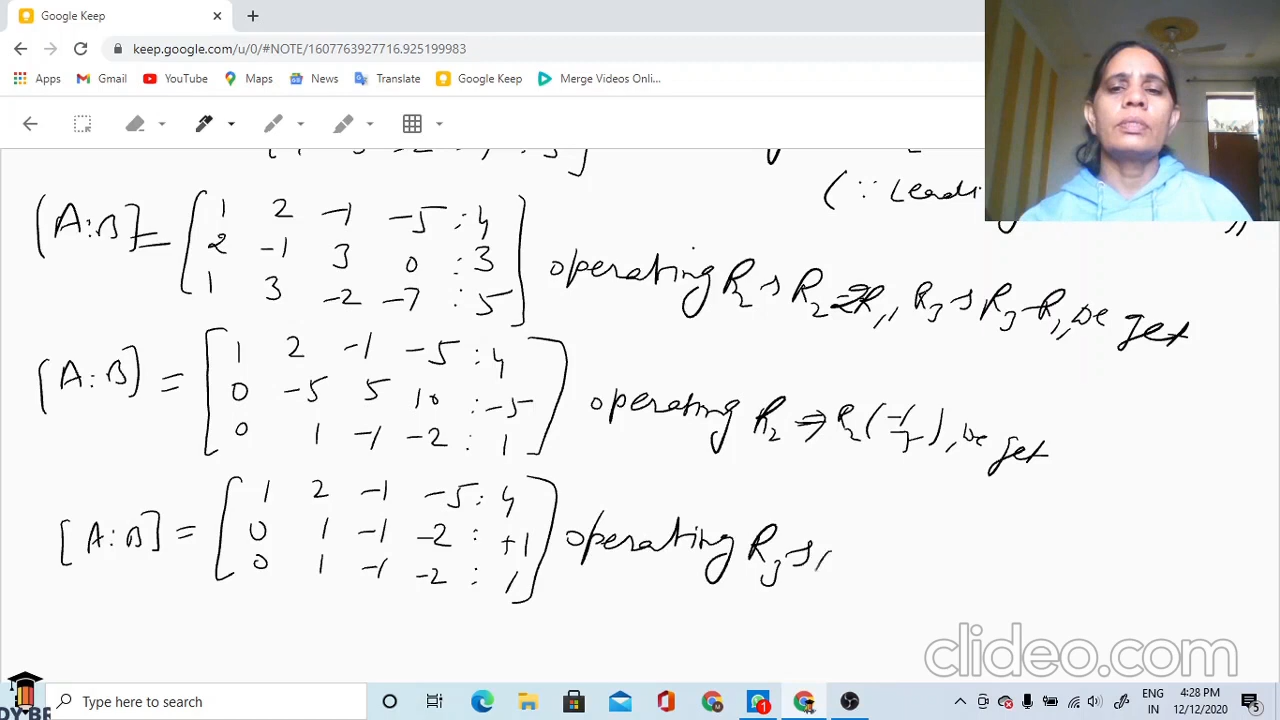 Google Keep
keep.google.com/u/0/#NOTE/1607763927716.925199983
Apps Gmail YouTube Maps News Translate Google Keep Merge Videos Onli...
(∵ Leadi
[A:B] = [ 1 2 -1 -5 : 4
2 -1 3 0 : 3
1 3 -2 -7 : 5 ] operating R2 → R2-2R1, R3 → R3-R1, we get
[A:B] = [ 1 2 -1 -5 : 4
0 -5 5 10 : -5
0 1 -1 -2 : 1 ] operating R2 → R2(-1/5), we get
[A:B] = [ 1 2 -1 -5 : 4
0 1 -1 -2 : +1
0 1 -1 -2 : 1 ] operating R3 →
clideo.com
DY BR
Type here to search
1
ENG
IN
4:28 PM
12/12/2020
5